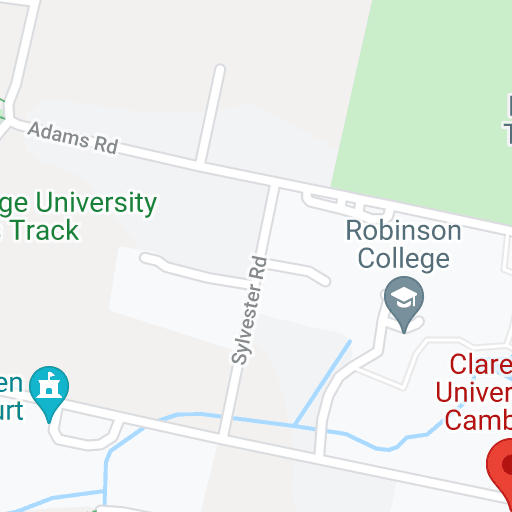 Adams Rd
ge University
Track
Robinson
College
Sylvester Rd
Clare
Univer
Camb
en
urt